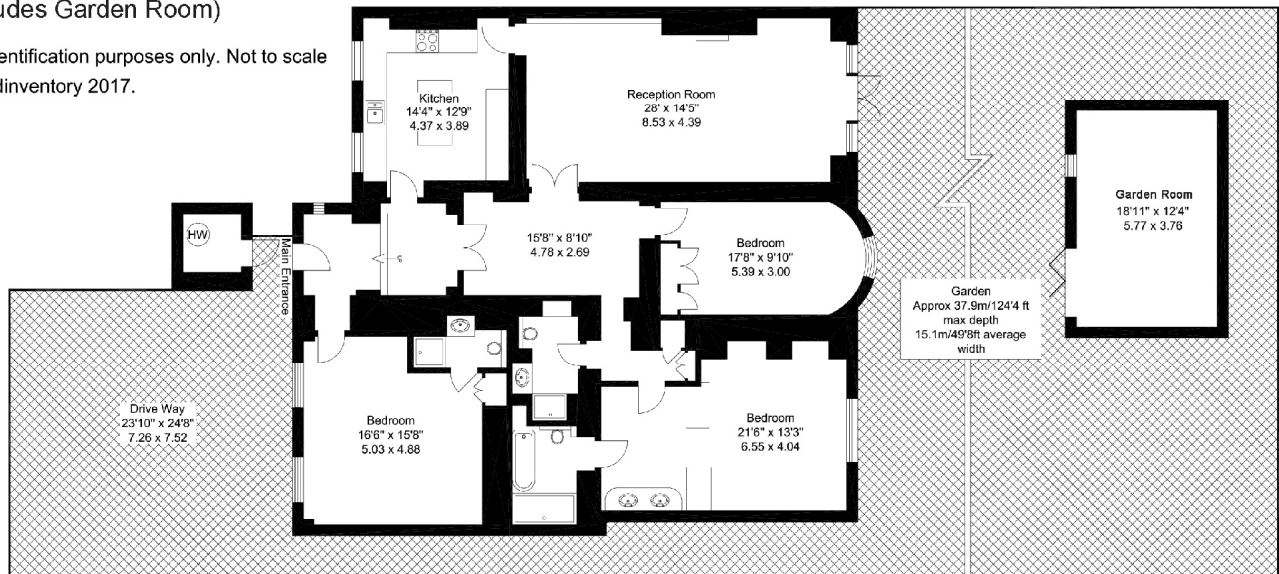 udes Garden Room)
entification purposes only. Not to scale
dinventory 2017.
Kitchen
14'4" x 12'9"
4.37 x 3.89
Reception Room
28' x 14'5"
8.53 x 4.39
Garden Room
18'11" x 12'4"
5.77 x 3.76
HW
Main Entrance
15'8" x 8'10"
4.78 x 2.69
Bedroom
17'8" x 9'10"
5.39 x 3.00
Garden
Approx 37.9m/124'4 ft
max depth
15.1m/49'8ft average
width
Drive Way
23'10" x 24'8"
7.26 x 7.52
Bedroom
16'6" x 15'8"
5.03 x 4.88
Bedroom
21'6" x 13'3"
6.55 x 4.04